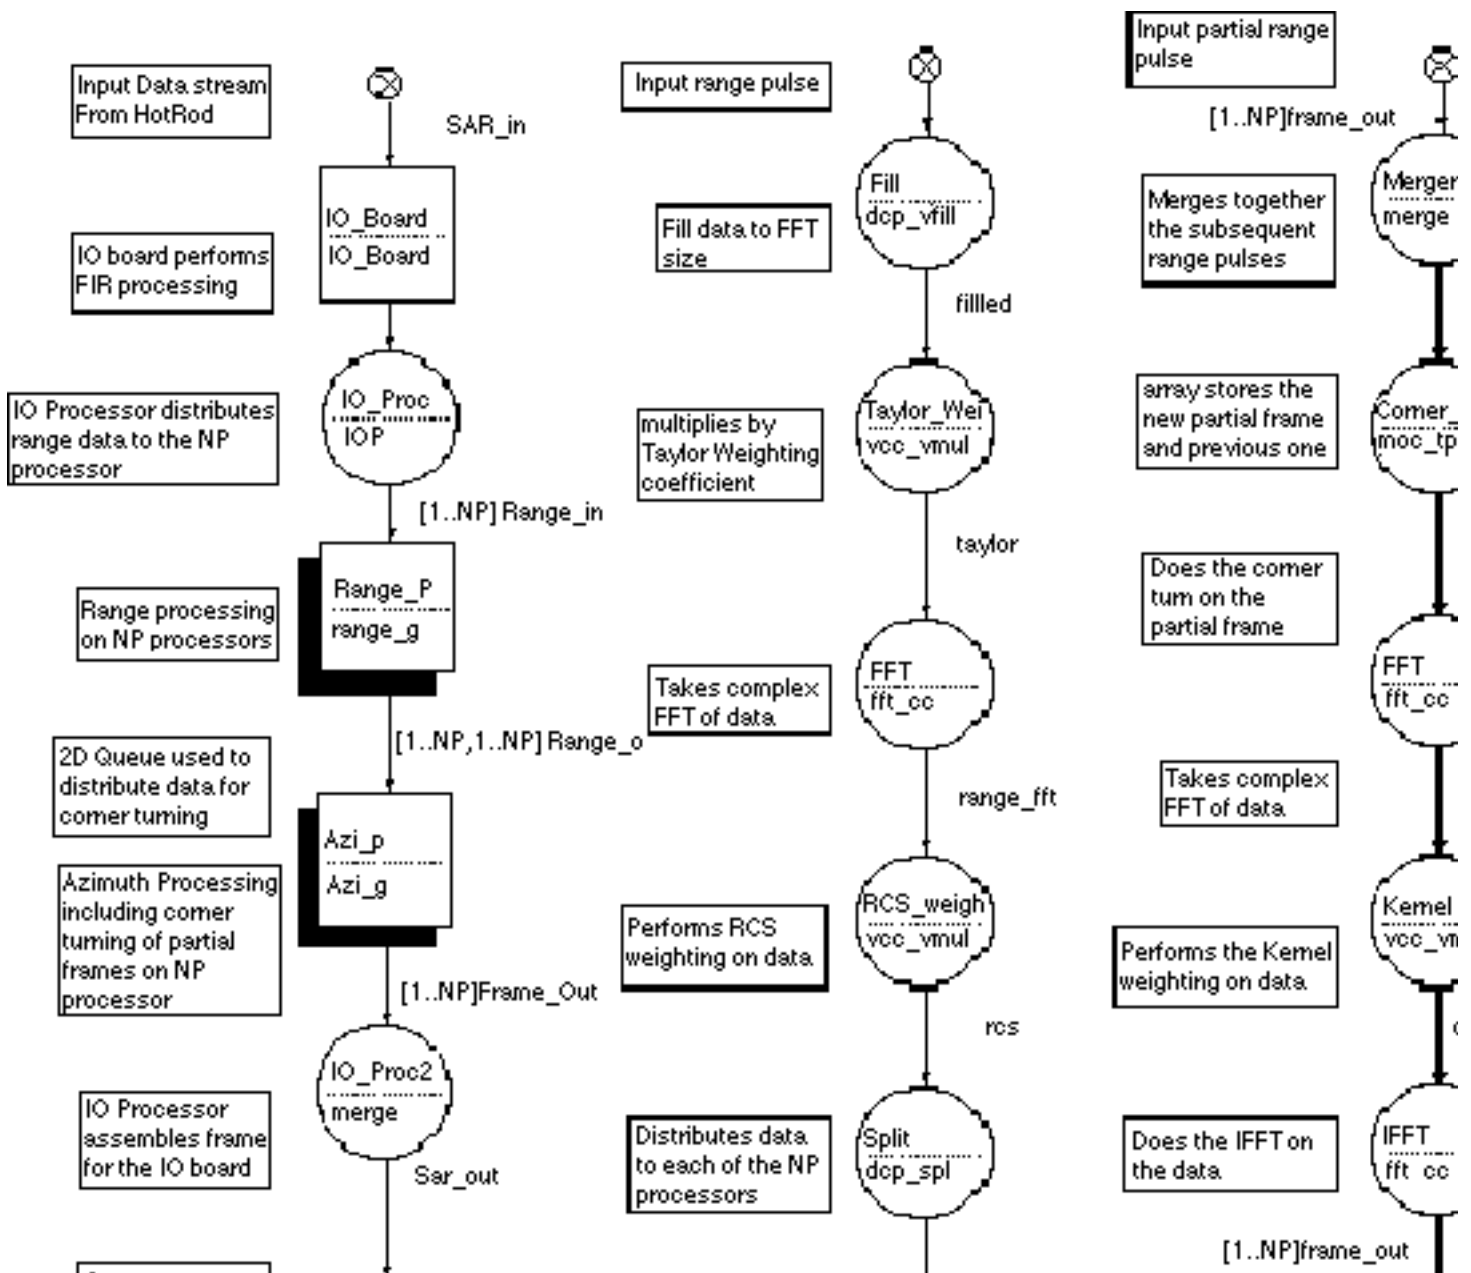 Input Data stream
From HotRod
SAR_in
IO_Board
IO_Board
IO board performs
FIR processing
IO_Proc
IOP
IO Processor distributes
range data to the NP
processor
[1..NP] Range_in
Range_P
range_g
Range processing
on NP processors
[1..NP,1..NP] Range_o
2D Queue used to
distribute data for
corner turning
Azi_p
Azi_g
Azimuth Processing
including corner
turning of partial
frames on NP
processor
[1..NP]Frame_Out
IO_Proc2
merge
IO Processor
assembles frame
for the IO board
Sar_out
Input range pulse
Fill
dcp_vfill
Fill data to FFT
size
fillled
Taylor_Wei
vcc_vmul
multiplies by
Taylor Weighting
coefficient
taylor
FFT
fft_cc
Takes complex
FFT of data
range_fft
RCS_weigh
vcc_vmul
Performs RCS
weighting on data
rcs
Split
dcp_spl
Distributes data
to each of the NP
processors
Input partial range
pulse
[1..NP]frame_out
Merger
merge
Merges together
the subsequent
range pulses
Corner_
moc_tp
array stores the
new partial frame
and previous one
Does the corner
turn on the
partial frame
FFT
fft_cc
Takes complex
FFT of data
Kernel
vcc_vm
Performs the Kernel
weighting on data
IFFT
fft cc
Does the IFFT on
the data
[1..NP]frame_out